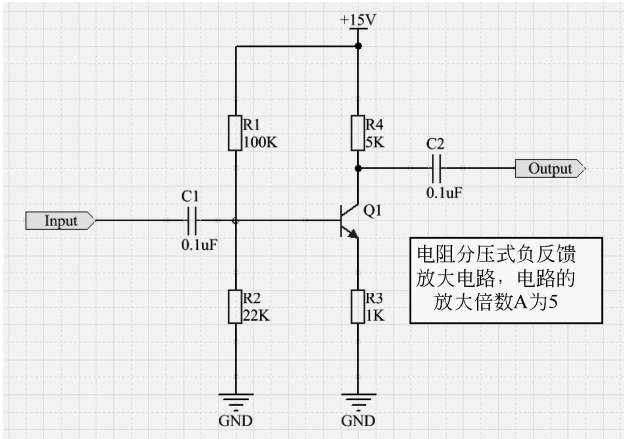 +15V
R1
100K
R4
5K
C2
0.1uF
Output
C1
0.1uF
Input
Q1
电阻分压式负反馈
放大电路，电路的
放大倍数A为5
R2
22K
R3
1K
GND
GND